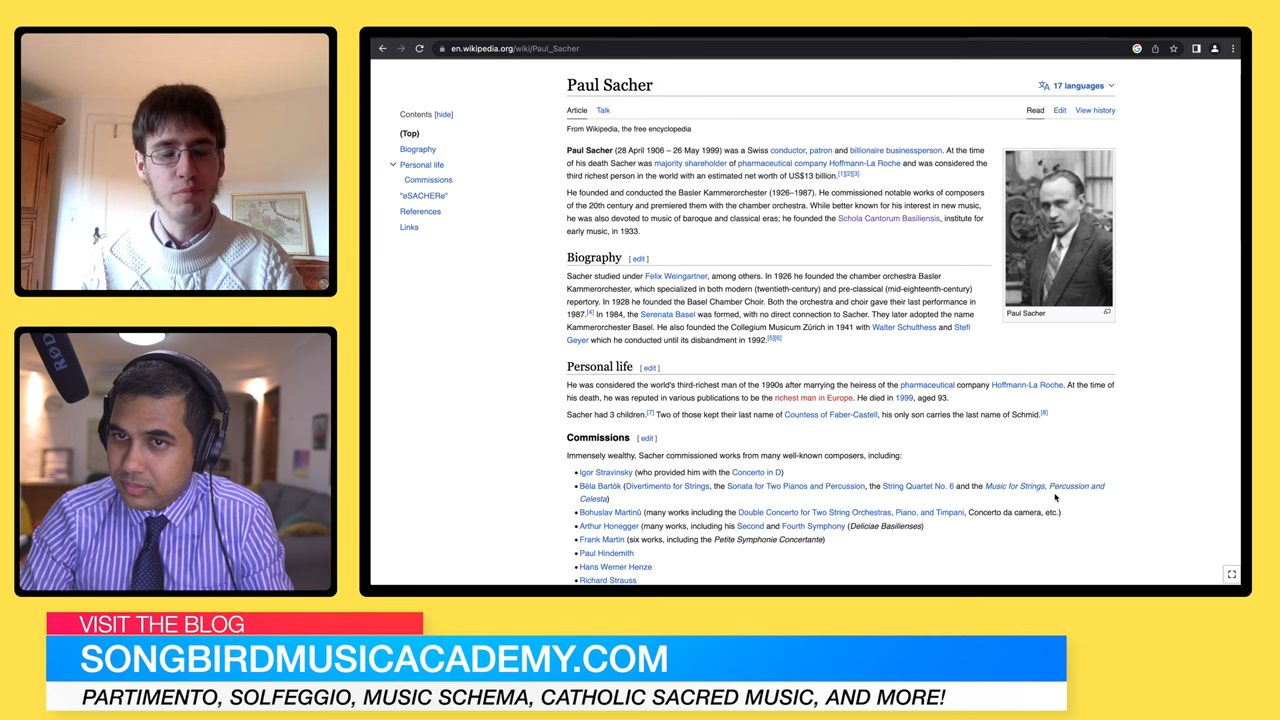 RØD
en.wikipedia.org/wiki/Paul_Sacher
Paul Sacher
17 languages
Contents [hide]
(Top)
Biography
Personal life
Commissions
"eSACHERe"
References
Links
Article Talk
Read Edit View history
From Wikipedia, the free encyclopedia
Paul Sacher (28 April 1906 – 26 May 1999) was a Swiss conductor, patron and billionaire businessperson. At the time
of his death Sacher was majority shareholder of pharmaceutical company Hoffmann-La Roche and was considered the
third richest person in the world with an estimated net worth of US$13 billion.[1][2][3]
He founded and conducted the Basler Kammerorchester (1926–1987). He commissioned notable works of composers
of the 20th century and premiered them with the chamber orchestra. While better known for his interest in new music,
he was also devoted to music of baroque and classical eras; he founded the Schola Cantorum Basiliensis, institute for
early music, in 1933.
Paul Sacher
Biography [ edit ]
Sacher studied under Felix Weingartner, among others. In 1926 he founded the chamber orchestra Basler
Kammerorchester, which specialized in both modern (twentieth-century) and pre-classical (mid-eighteenth-century)
repertory. In 1928 he founded the Basel Chamber Choir. Both the orchestra and choir gave their last performance in
1987.[4] In 1984, the Serenata Basel was formed, with no direct connection to Sacher. They later adopted the name
Kammerorchester Basel. He also founded the Collegium Musicum Zürich in 1941 with Walter Schulthess and Stefi
Geyer which he conducted until its disbandment in 1992.[5][6]
Personal life [ edit ]
He was considered the world's third-richest man of the 1990s after marrying the heiress of the pharmaceutical company Hoffmann-La Roche. At the time of
his death, he was reputed in various publications to be the richest man in Europe. He died in 1999, aged 93.
Sacher had 3 children.[7] Two of those kept their last name of Countess of Faber-Castell, his only son carries the last name of Schmid.[8]
Commissions [ edit ]
Immensely wealthy, Sacher commissioned works from many well-known composers, including:
• Igor Stravinsky (who provided him with the Concerto in D)
• Béla Bartók (Divertimento for Strings, the Sonata for Two Pianos and Percussion, the String Quartet No. 6 and the Music for Strings, Percussion and
Celesta)
• Bohuslav Martinů (many works including the Double Concerto for Two String Orchestras, Piano, and Timpani, Concerto da camera, etc.)
• Arthur Honegger (many works, including his Second and Fourth Symphony (Deliciae Basilienses)
• Frank Martin (six works, including the Petite Symphonie Concertante)
• Paul Hindemith
• Hans Werner Henze
• Richard Strauss
VISIT THE BLOG
SONGBIRDMUSICACADEMY.COM
PARTIMENTO, SOLFEGGIO, MUSIC SCHEMA, CATHOLIC SACRED MUSIC, AND MORE!